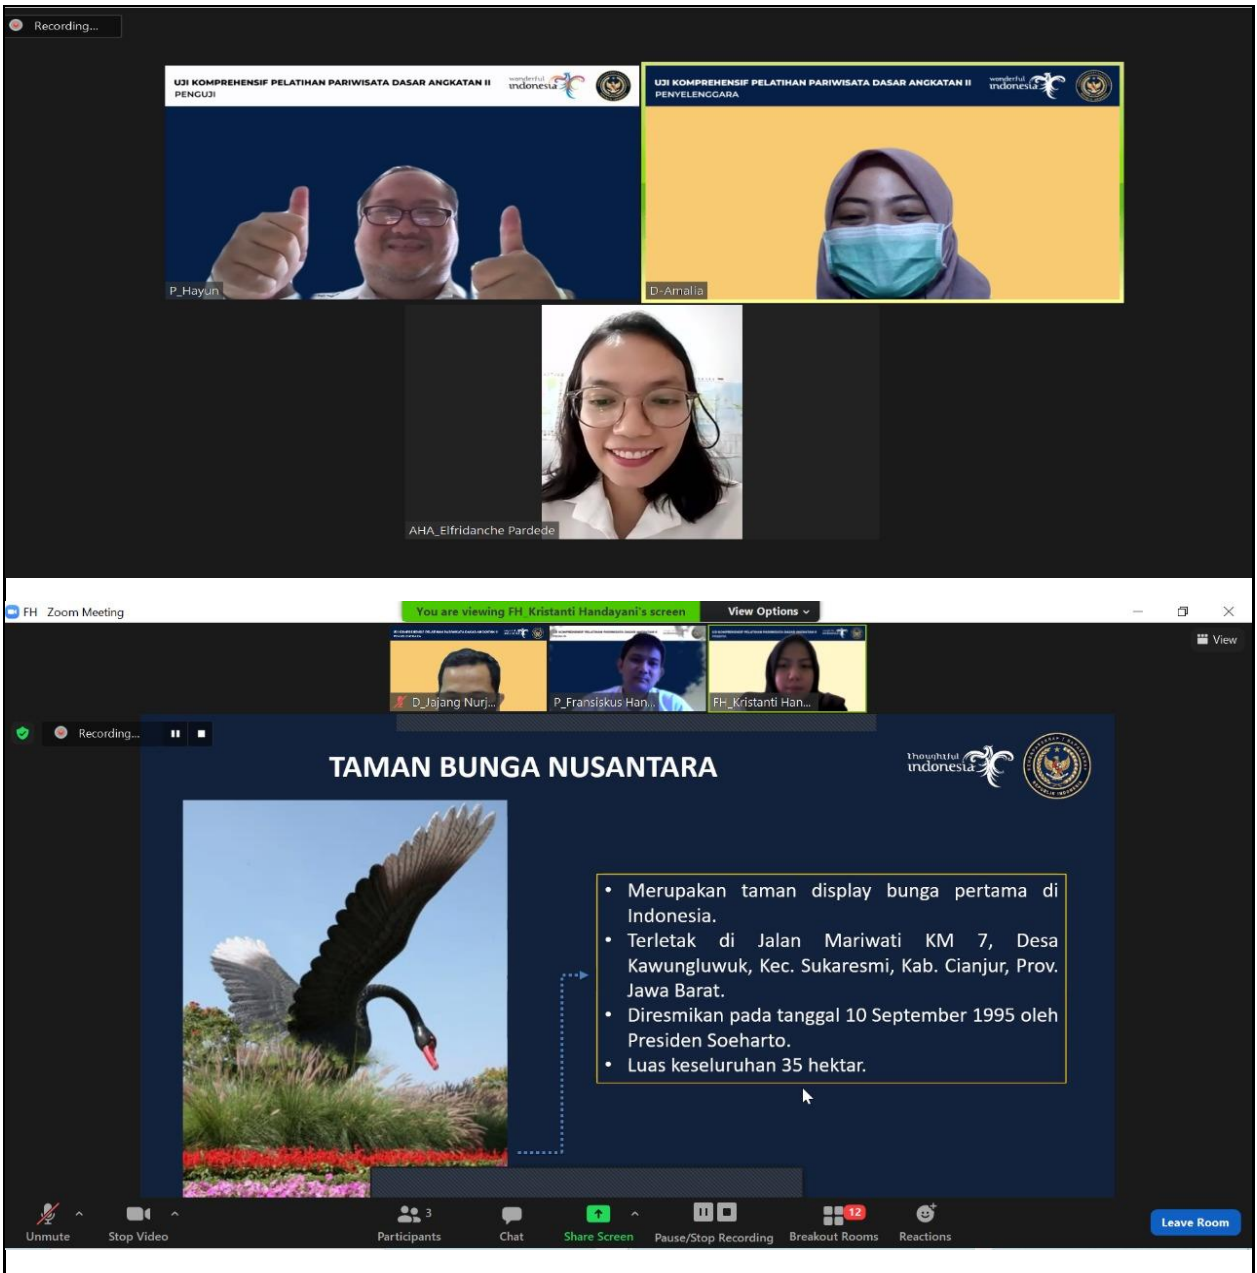 Recording...
UJI KOMPREHENSIF PELATIHAN PARIWISATA DASAR ANGKATAN II
PENGUJI
wonderful
indonesia
UJI KOMPREHENSIF PELATIHAN PARIWISATA DASAR ANGKATAN II
PENYELENGGARA
wonderful
indonesia
P_Hayun
D-Amalia
AHA_Elfridanche Pardede
FH Zoom Meeting
You are viewing FH_Kristanti Handayani's screen
View Options
View
D_Jajang Nurj...
P_Fransiskus Han...
FH_Kristanti Han...
Recording...
TAMAN BUNGA NUSANTARA
thoughtful
indonesia
• Merupakan taman display bunga pertama di
Indonesia.
• Terletak di Jalan Mariwati KM 7, Desa
Kawungluwuk, Kec. Sukaresmi, Kab. Cianjur, Prov.
Jawa Barat.
• Diresmikan pada tanggal 10 September 1995 oleh
Presiden Soeharto.
• Luas keseluruhan 35 hektar.
3
12
Unmute
Stop Video
Participants
Chat
Share Screen
Pause/Stop Recording
Breakout Rooms
Reactions
Leave Room